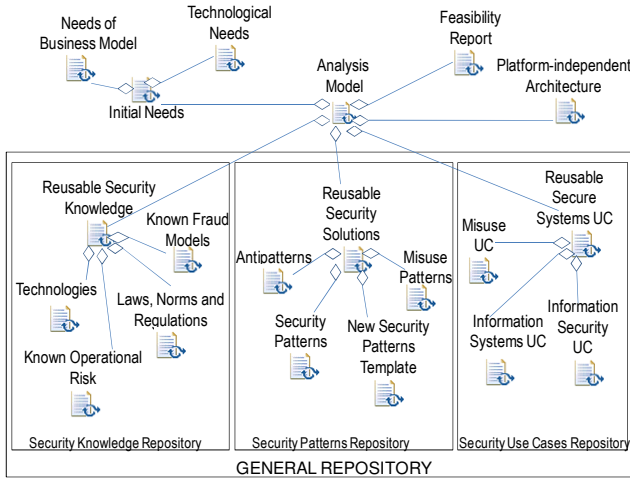 Needs of
Business Model
Technological
Needs
Initial Needs
Analysis
Model
Feasibility
Report
Platform-independent
Architecture
Reusable Security
Knowledge
Known Fraud
Models
Technologies
Laws, Norms and
Regulations
Known Operational
Risk
Security Knowledge Repository
Reusable
Security
Solutions
Antipatterns
Misuse
Patterns
Security
Patterns
New Security
Patterns
Template
Security Patterns Repository
Reusable
Secure
Systems UC
Misuse
UC
Information
Systems UC
Information
Security
UC
Security Use Cases Repository
GENERAL REPOSITORY